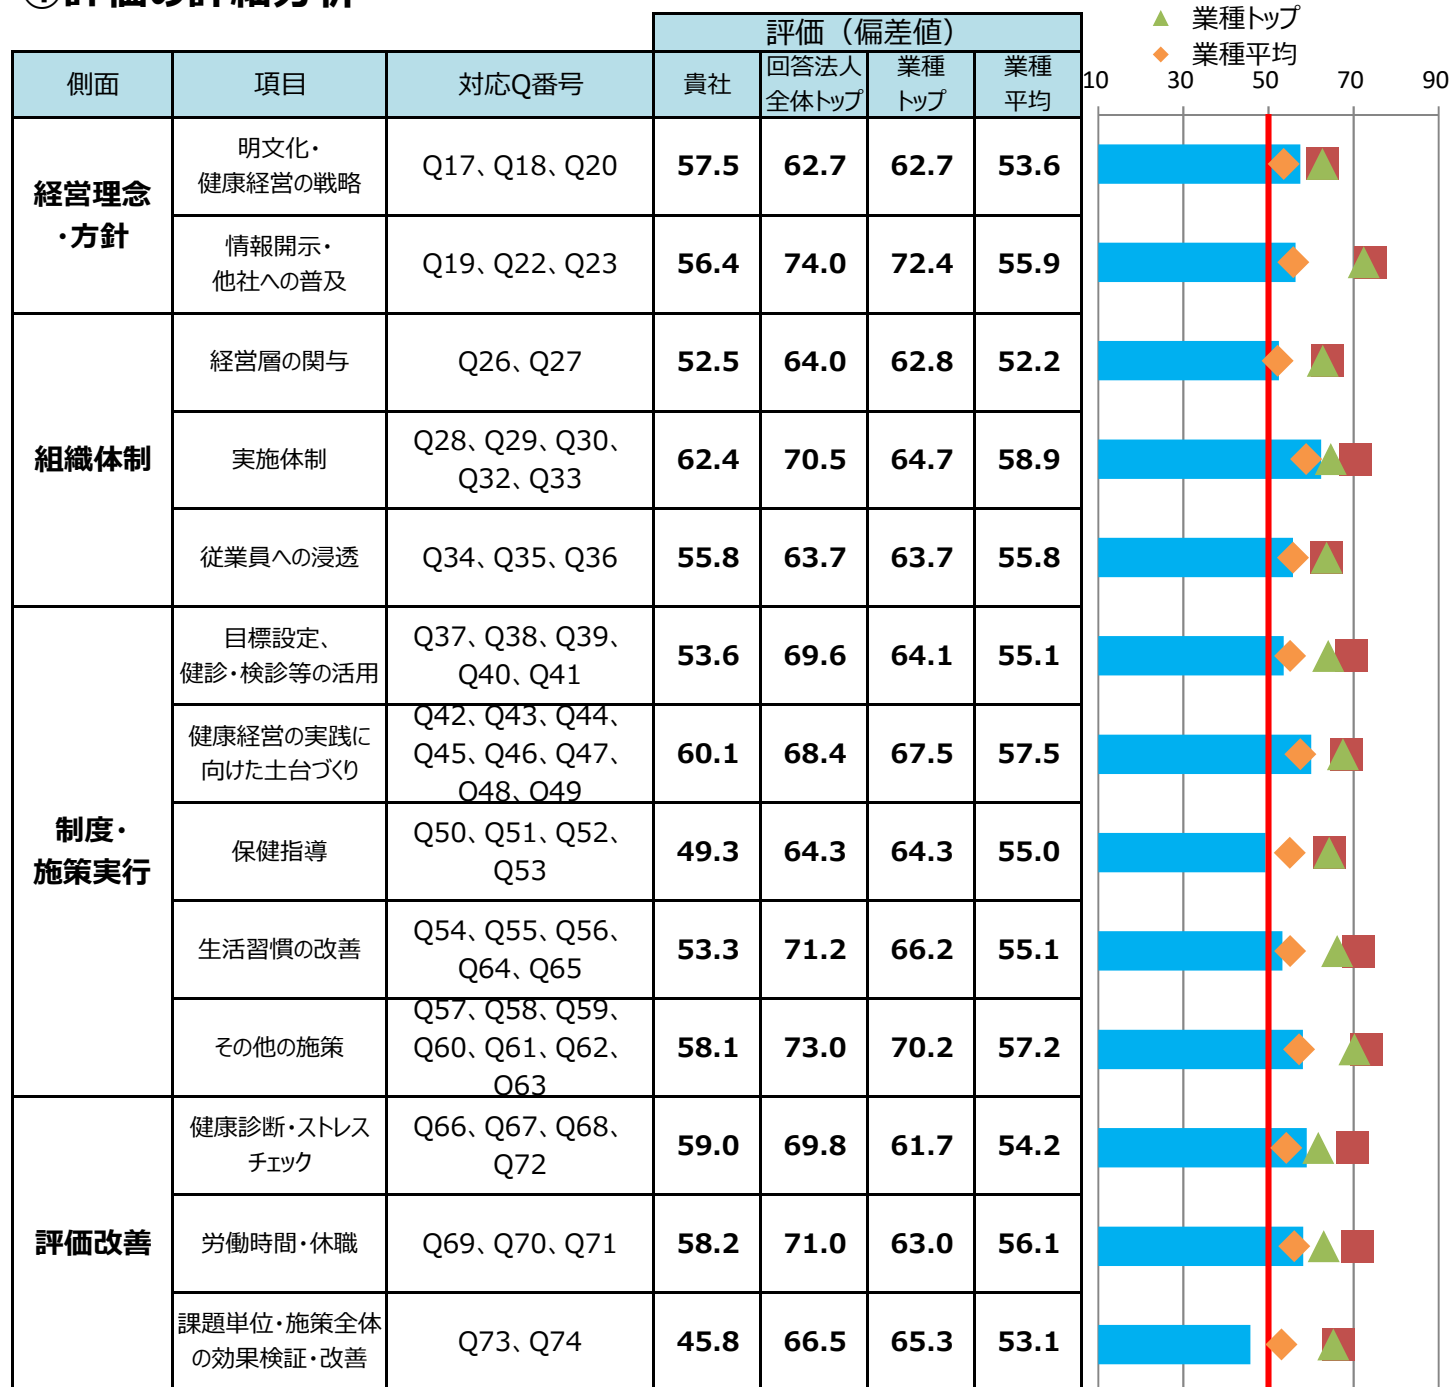 ①評価の詳細分析
▲ 業種トップ
◆ 業種平均
評価（偏差値）
側面 項目 対応Q番号 貴社 回答法人全体トップ 業種トップ 業種平均
10 30 50 70 90
経営理念・方針
明文化・健康経営の戦略 Q17、Q18、Q20 57.5 62.7 62.7 53.6
情報開示・他社への普及 Q19、Q22、Q23 56.4 74.0 72.4 55.9
組織体制
経営層の関与 Q26、Q27 52.5 64.0 62.8 52.2
実施体制 Q28、Q29、Q30、Q32、Q33 62.4 70.5 64.7 58.9
従業員への浸透 Q34、Q35、Q36 55.8 63.7 63.7 55.8
制度・施策実行
目標設定、健診・検診等の活用 Q37、Q38、Q39、Q40、Q41 53.6 69.6 64.1 55.1
健康経営の実践に向けた土台づくり Q42、Q43、Q44、Q45、Q46、Q47、Q48、Q49 60.1 68.4 67.5 57.5
保健指導 Q50、Q51、Q52、Q53 49.3 64.3 64.3 55.0
生活習慣の改善 Q54、Q55、Q56、Q64、Q65 53.3 71.2 66.2 55.1
その他の施策 Q57、Q58、Q59、Q60、Q61、Q62、Q63 58.1 73.0 70.2 57.2
評価改善
健康診断・ストレスチェック Q66、Q67、Q68、Q72 59.0 69.8 61.7 54.2
労働時間・休職 Q69、Q70、Q71 58.2 71.0 63.0 56.1
課題単位・施策全体の効果検証・改善 Q73、Q74 45.8 66.5 65.3 53.1